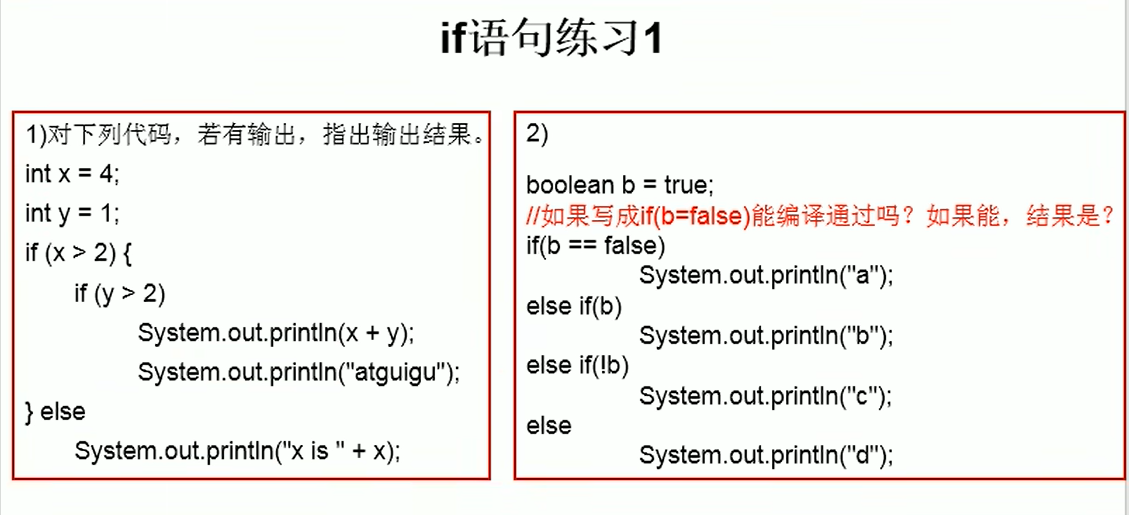 if语句练习1
1)对下列代码，若有输出，指出输出结果。
int x = 4;
int y = 1;
if (x > 2) {
if (y > 2)
System.out.println(x + y);
System.out.println("atguigu");
} else
System.out.println("x is " + x);
2)
boolean b = true;
//如果写成if(b=false)能编译通过吗？如果能，结果是？
if(b == false)
System.out.println("a");
else if(b)
System.out.println("b");
else if(!b)
System.out.println("c");
else
System.out.println("d");